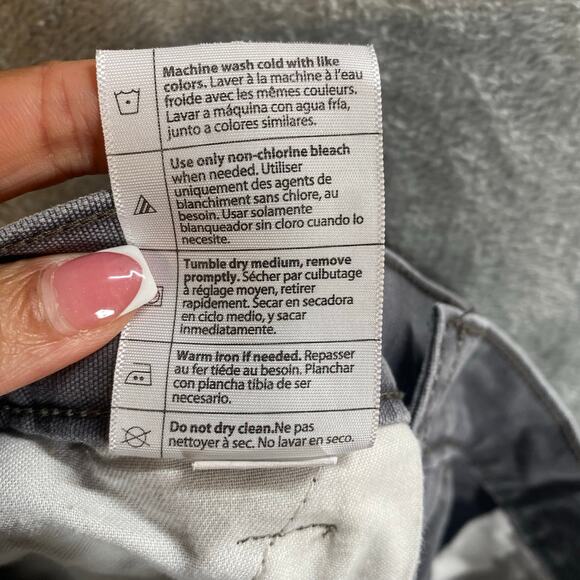 Machine wash cold with like
colors. Laver à la machine à l'eau
froide avec les mêmes couleurs.
Lavar a máquina con agua fría,
junto a colores similares.
Use only non-chlorine bleach
when needed. Utiliser
uniquement des agents de
blanchiment sans chlore, au
besoin. Usar solamente
blanqueador sin cloro cuando lo
necesite.
Tumble dry medium, remove
promptly. Sécher par culbutage
à réglage moyen, retirer
rapidement. Secar en secadora
en ciclo medio, y sacar
inmediatamente.
Warm iron if needed. Repasser
au fer tiéde au besoin. Planchar
con plancha tibia de ser
necesario.
Do not dry clean.Ne pas
nettoyer à sec. No lavar en seco.